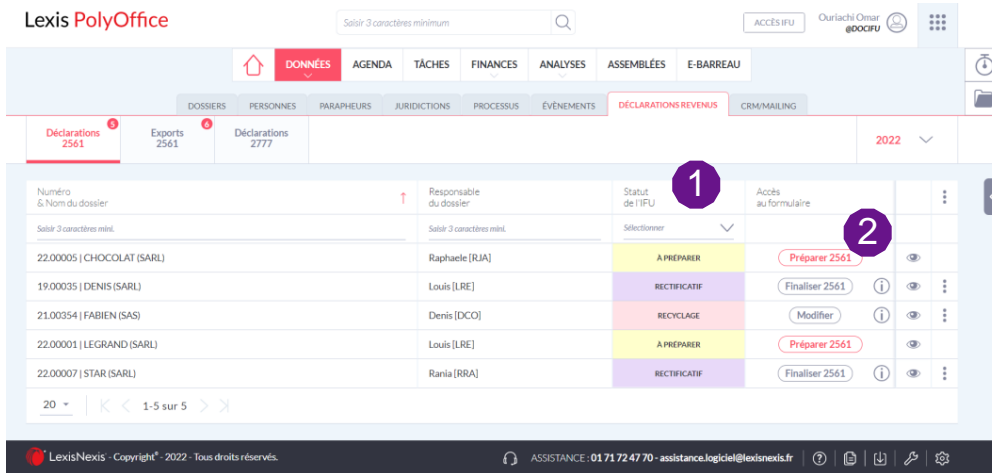 Lexis PolyOffice
Saisir 3 caractères minimum
ACCÈS IFU
Ouriachi Omar
@DOCIFU
DONNÉES AGENDA TÂCHES FINANCES ANALYSES ASSEMBLÉES E-BARREAU
DOSSIERS PERSONNES PARAPHEURS JURIDICTIONS PROCESSUS ÉVÈNEMENTS DÉCLARATIONS REVENUS CRM/MAILING
Déclarations 2561 5
Exports 2561 6
Déclarations 2777
2022
Numéro & Nom du dossier
Responsable du dossier
Statut de l'IFU
1
Accès au formulaire
Saisir 3 caractères mini. Saisir 3 caractères mini. Sélectionner
2
22.00005 | CHOCOLAT (SARL) Raphaele [RJA] À PRÉPARER Préparer 2561
19.00035 | DENIS (SARL) Louis [LRE] RECTIFICATIF Finaliser 2561
21.00354 | FABIEN (SAS) Denis [DCO] RECYCLAGE Modifier
22.00001 | LEGRAND (SARL) Louis [LRE] À PRÉPARER Préparer 2561
22.00007 | STAR (SARL) Rania [RRA] RECTIFICATIF Finaliser 2561
20 1-5 sur 5
LexisNexis - Copyright® - 2022 - Tous droits réservés. ASSISTANCE : 01 71 72 47 70 - assistance.logiciel@lexisnexis.fr